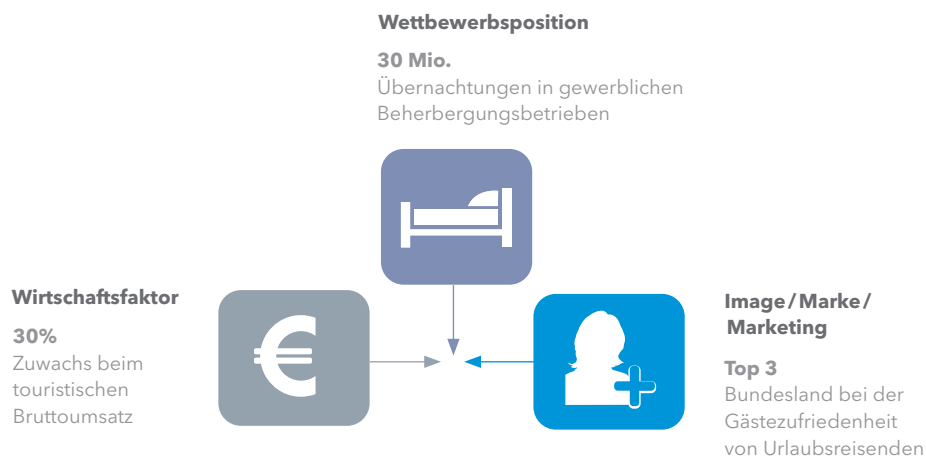 Wettbewerbsposition
30 Mio.
Übernachtungen in gewerblichen
Beherbergungsbetrieben
Wirtschaftsfaktor
30%
Zuwachs beim
touristischen
Bruttoumsatz
€
Image/Marke/
Marketing
Top 3
Bundesland bei der
Gästezufriedenheit
von Urlaubsreisenden